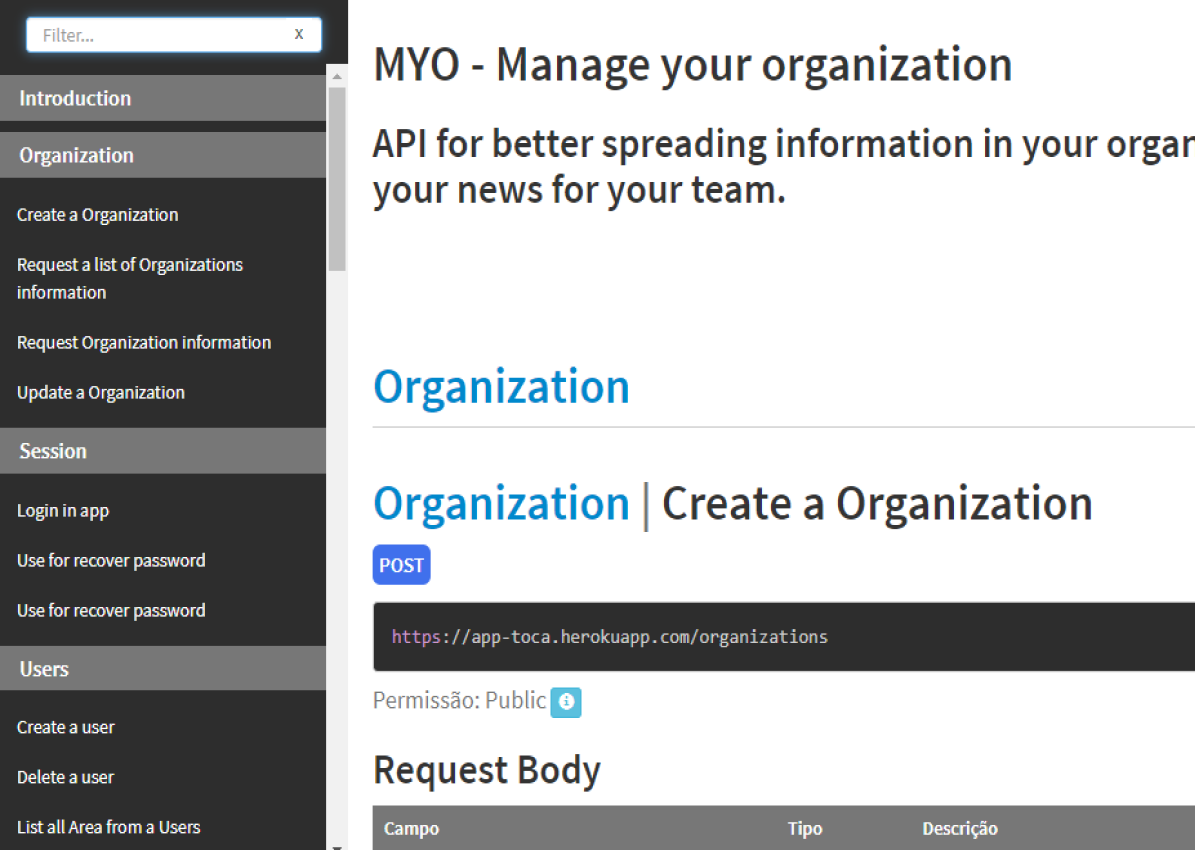 Filter...
x
Introduction
Organization
Create a Organization
Request a list of Organizations
information
Request Organization information
Update a Organization
Session
Login in app
Use for recover password
Use for recover password
Users
Create a user
Delete a user
List all Area from a Users
MYO - Manage your organization
API for better spreading information in your organ
your news for your team.
Organization
Organization | Create a Organization
POST
https://app-toca.herokuapp.com/organizations
Permissão: Public
Request Body
Campo Tipo Descrição